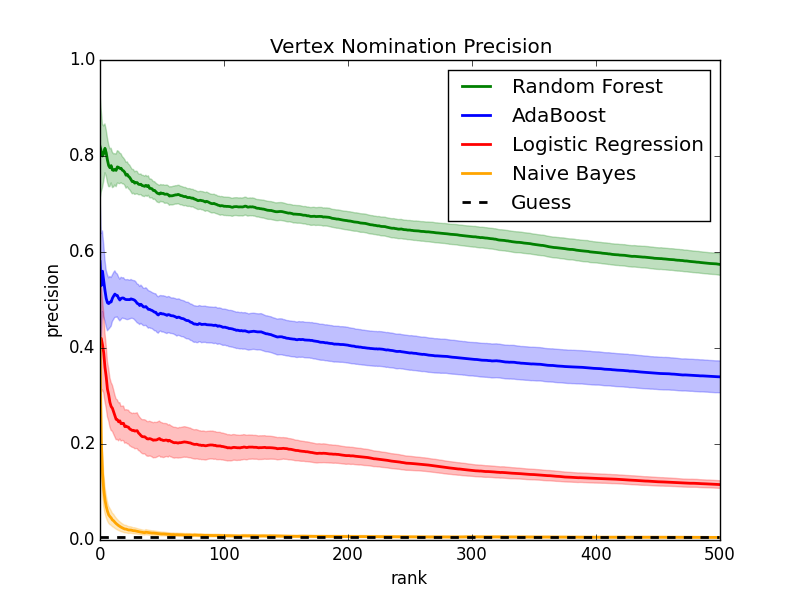 Vertex Nomination Precision
1.0
0.8
0.6
0.4
0.2
0.0
precision
Random Forest
AdaBoost
Logistic Regression
Naive Bayes
Guess
0
100
200
300
400
500
rank